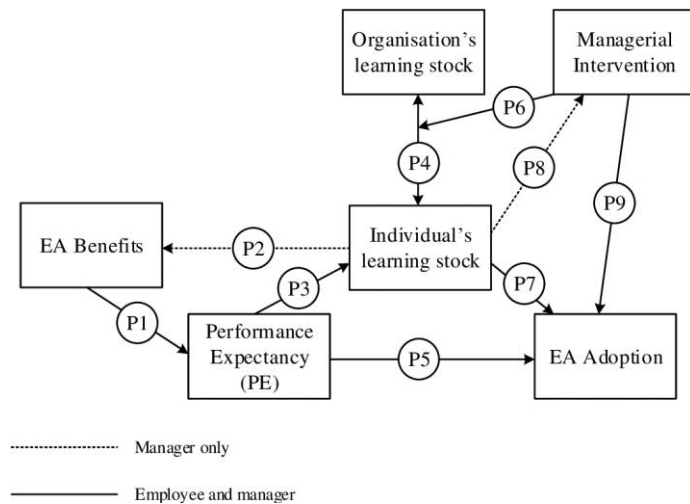 Organisation's
learning stock
Managerial
Intervention
P6
P4
P8
P9
EA Benefits
P2
Individual's
learning stock
P3
P7
P1
Performance
Expectancy
(PE)
P5
EA Adoption
Manager only
Employee and manager